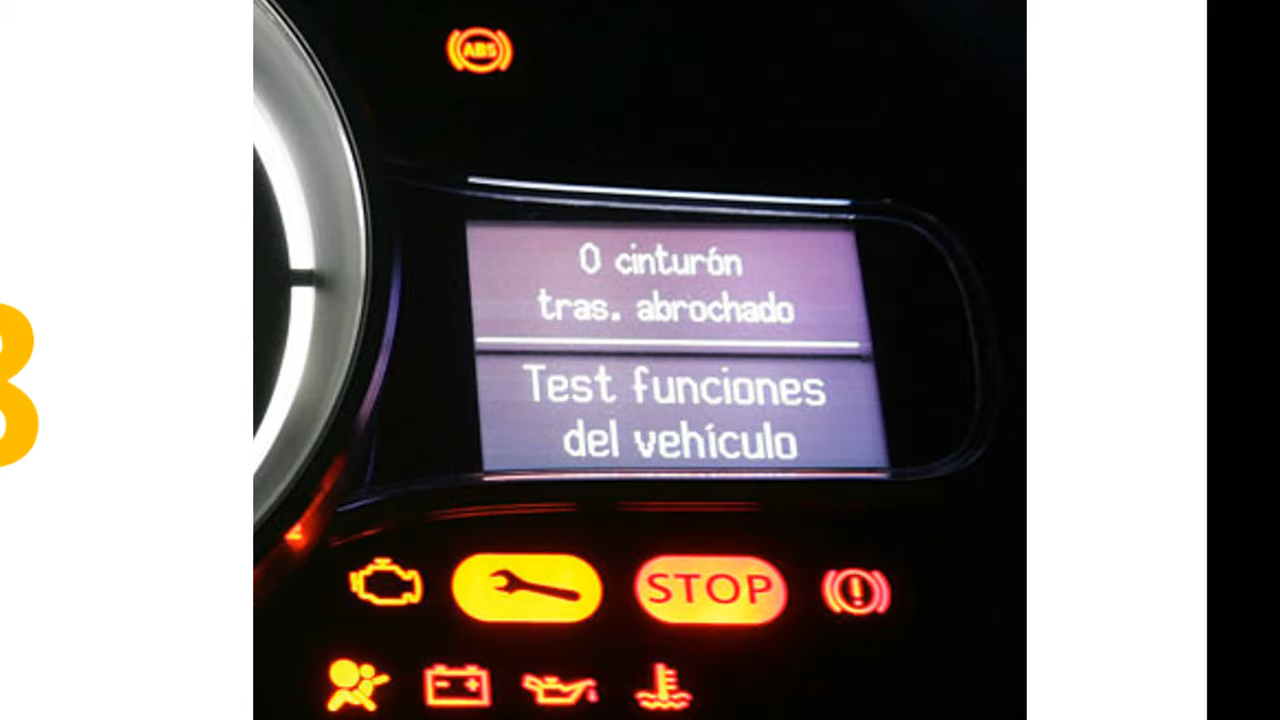 ABS
0 cinturón
tras. abrochado
Test funciones
del vehículo
STOP